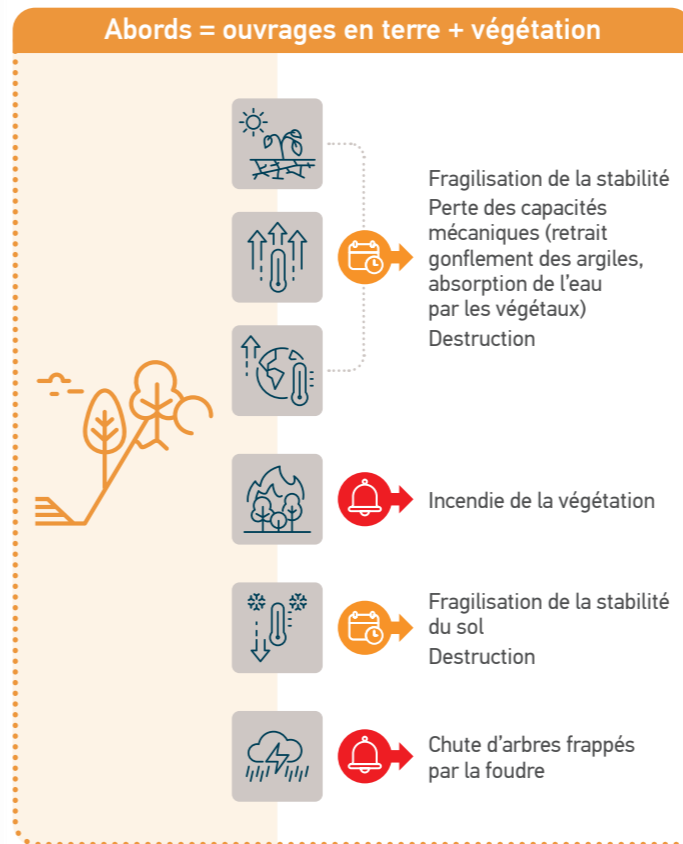 Abords = ouvrages en terre + végétation
Fragilisation de la stabilité
Perte des capacités
mécaniques (retrait
gonflement des argiles,
absorption de l’eau
par les végétaux)
Destruction
Incendie de la végétation
Fragilisation de la stabilité
du sol
Destruction
Chute d’arbres frappés
par la foudre